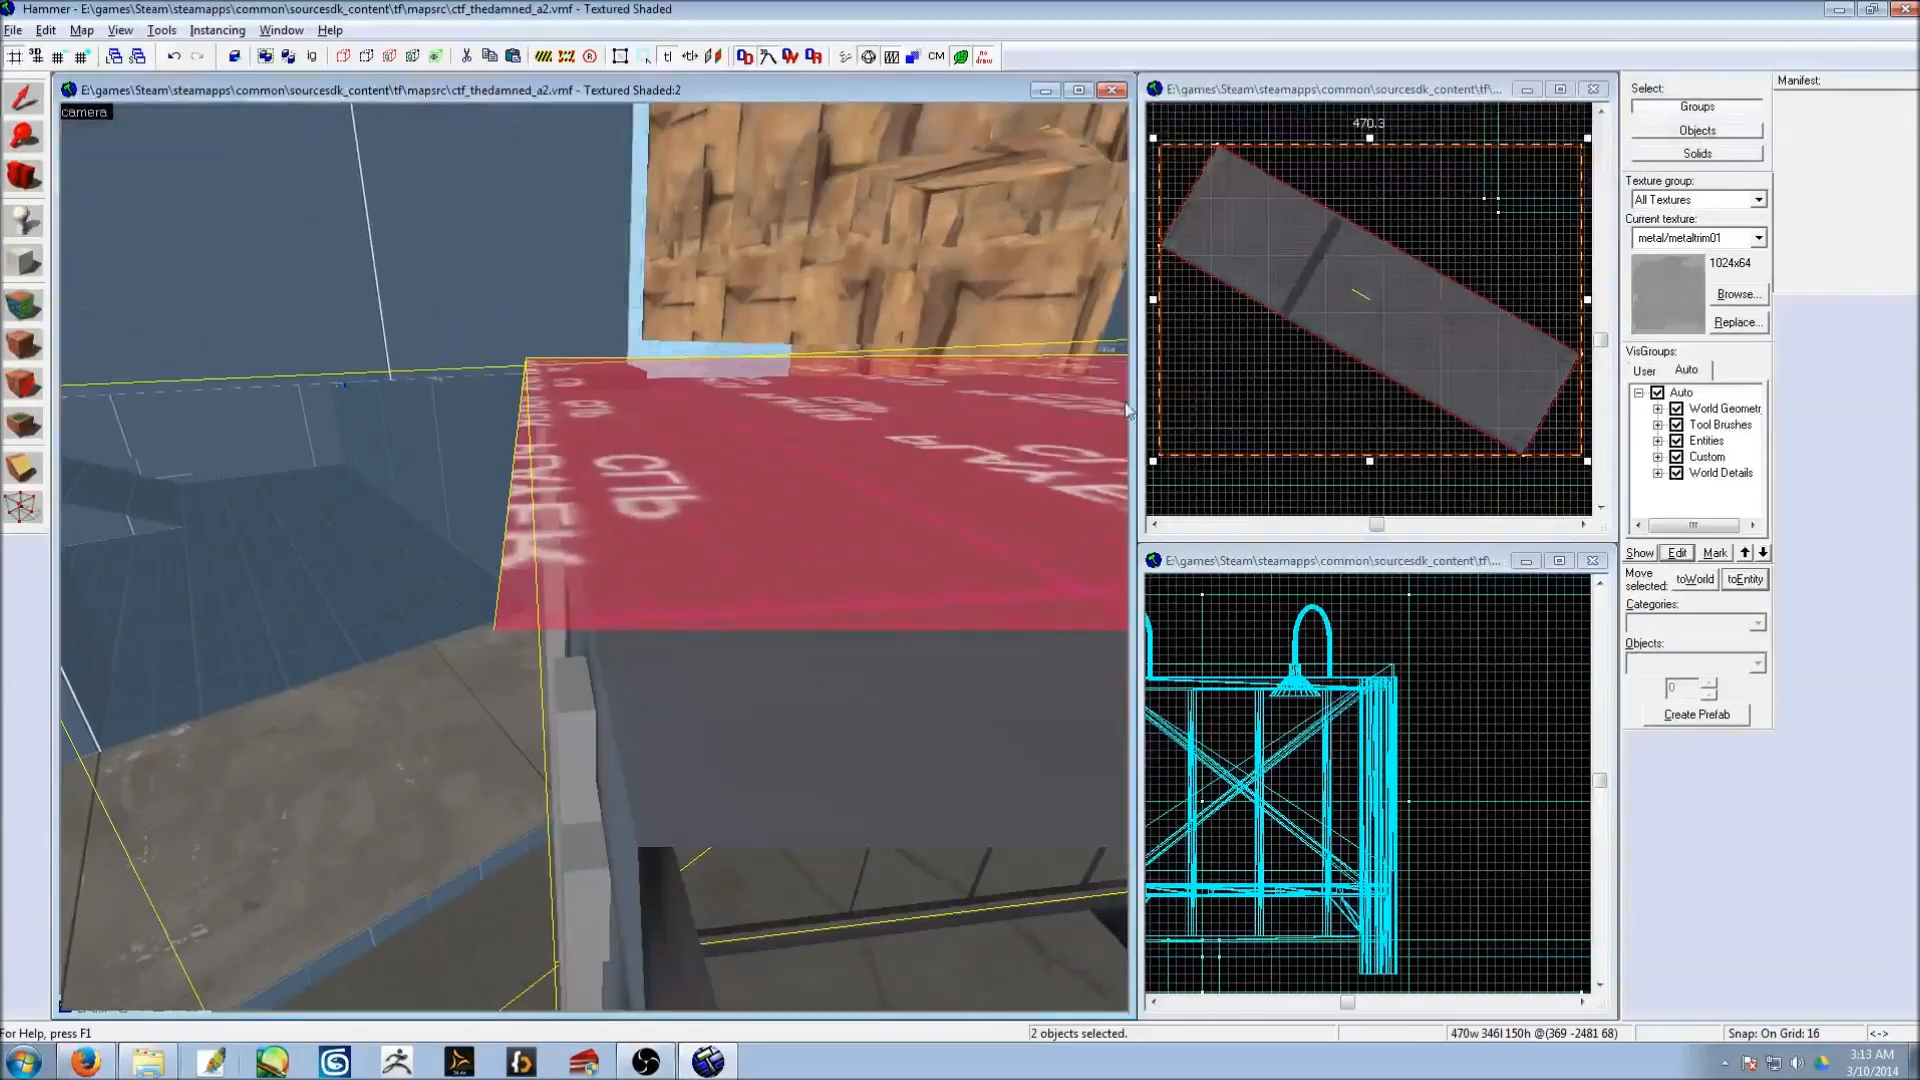 Hammer - E:\games\Steam\steamapps\common\sourcesdk_content\tf\mapsrc\ctf_thedamned_a2.vmf - Textured Shaded
File Edit Map View Tools Instancing Window Help
E:\games\Steam\steamapps\common\sourcesdk_content\tf\mapsrc\ctf_thedamned_a2.vmf - Textured Shaded:2
camera
E:\games\Steam\steamapps\common\sourcesdk_content\tf\...
470.3
E:\games\Steam\steamapps\common\sourcesdk_content\tf\...
Select:
Groups
Objects
Solids
Texture group:
All Textures
Current texture:
metal/metaltrim01
1024x64
Browse...
Replace...
VisGroups:
User Auto
Auto
World Geometr
Tool Brushes
Entities
Custom
World Details
Show Edit Mark
Move selected: toWorld toEntity
Categories:
Objects:
0
Create Prefab
Manifest:
For Help, press F1
2 objects selected.
470w 346l 150h @(369 -2481 68)
Snap: On Grid: 16
<->
3:13 AM
3/10/2014